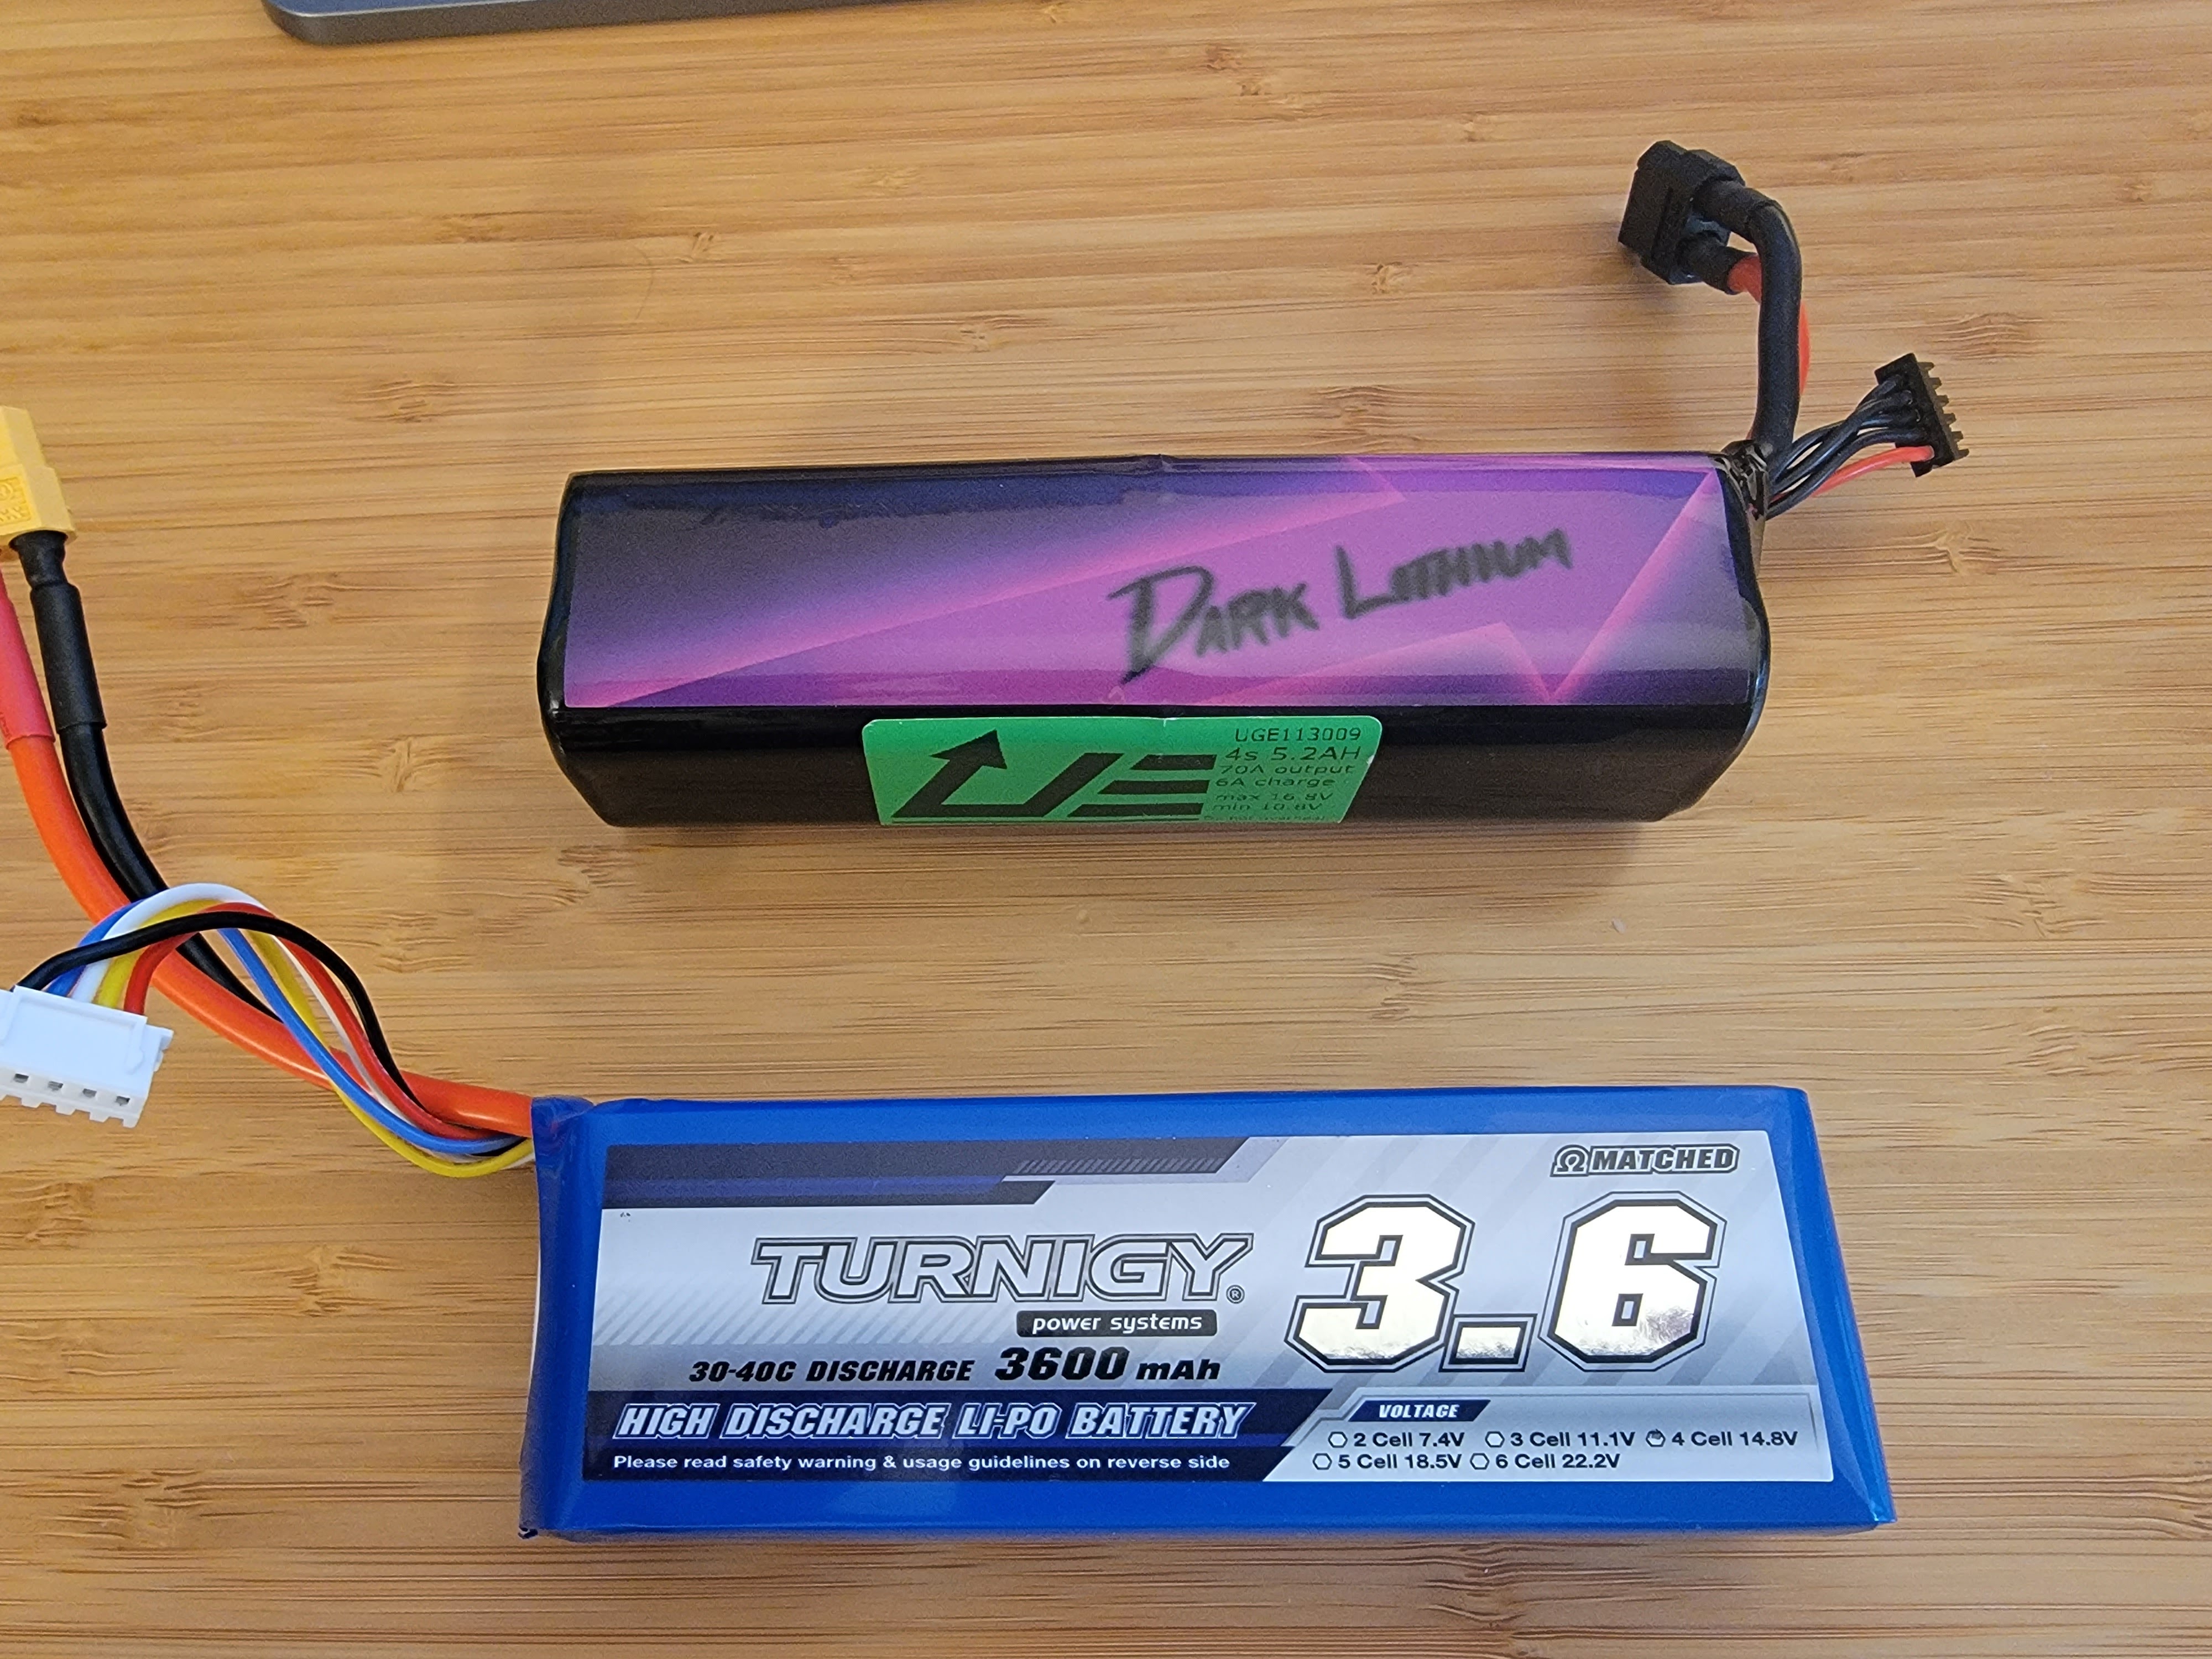 DARK LITHIUM
UE
UGE113009
4s 5.2AH
70A output
6A charge
max 16.8V
min 10.8V
ΩMATCHED
TURNIGY®
3.6
power systems
30-40C DISCHARGE 3600 mAh
HIGH DISCHARGE LI-PO BATTERY
Please read safety warning & usage guidelines on reverse side
VOLTAGE
2 Cell 7.4V 3 Cell 11.1V 4 Cell 14.8V
5 Cell 18.5V 6 Cell 22.2V